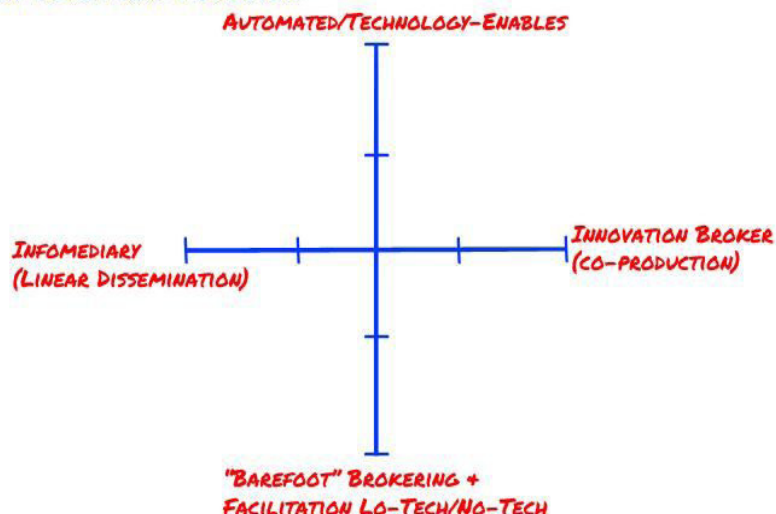 AUTOMATED/TECHNOLOGY-ENABLES
INFOMEDIARY
(LINEAR DISSEMINATION)
INNOVATION BROKER
(CO-PRODUCTION)
"BAREFOOT" BROKERING +
FACILITATION LO-TECH/NO-TECH